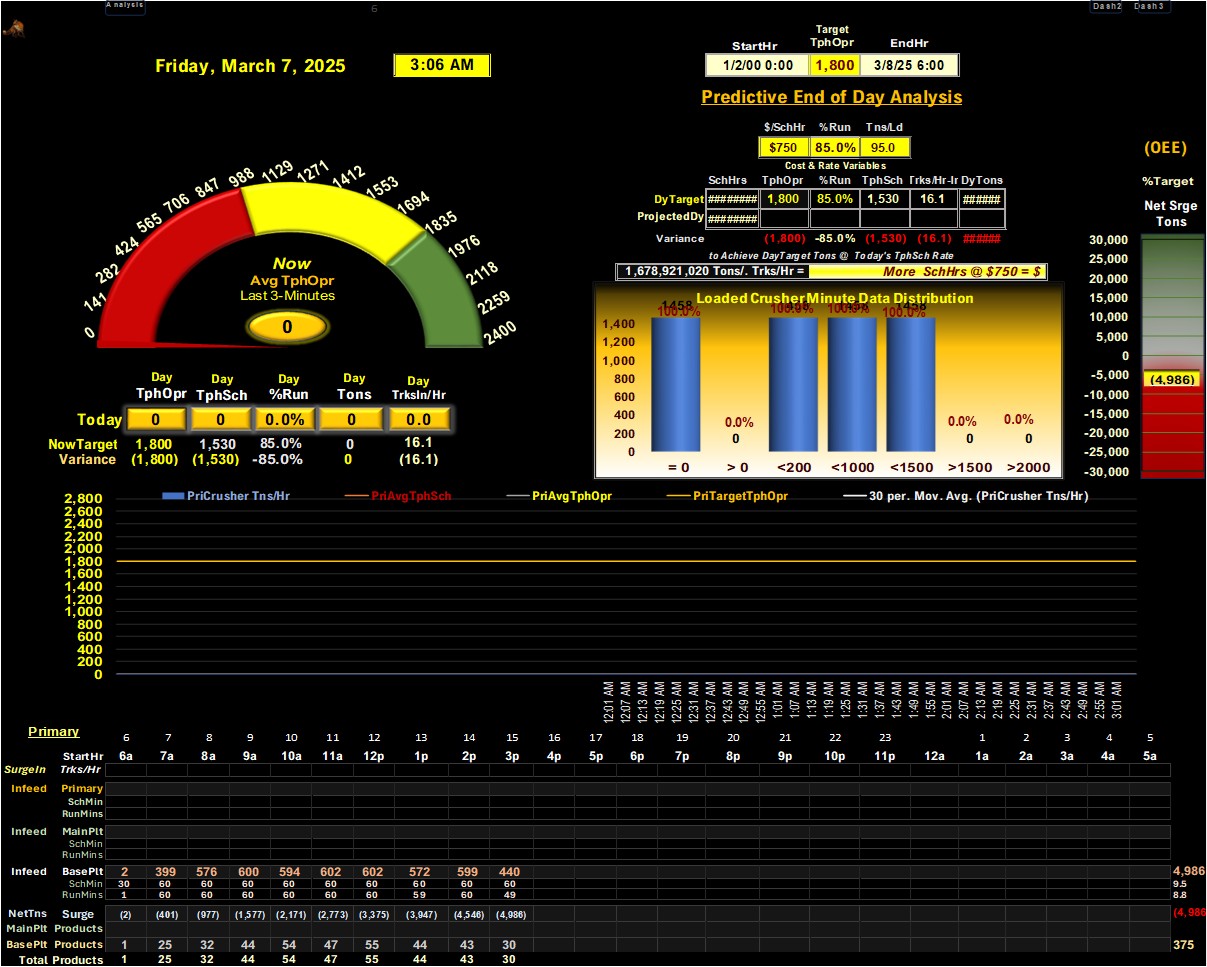 Analysis
6
Dash2 Dash3
Friday, March 7, 2025 3:06 AM
StartHr Target TphOpr EndHr
1/2/00 0:00 1,800 3/8/25 6:00
Predictive End of Day Analysis
$/SchHr %Run Tns/Ld
$750 85.0% 95.0
Cost & Rate Variables
SchHrs TphOpr %Run TphSch Trks/Hr-Ir DyTons
DyTarget ######## 1,800 85.0% 1,530 16.1 ######
ProjectedDy ########
Variance (1,800) -85.0% (1,530) (16.1) ######
to Achieve DayTarget Tons @ Today's TphSch Rate
1,678,921,020 Tons/. Trks/Hr = More SchHrs @ $750 = $
(OEE)
%Target
Net Srge
Tons
30,000
25,000
20,000
15,000
10,000
5,000
0
-5,000
(4,986)
-10,000
-15,000
-20,000
-25,000
-30,000
0 141 282 424 565 706 847 988 1129 1271 1412 1553 1694 1835 1976 2118 2259 2400
Now
Avg TphOpr
Last 3-Minutes
0
Loaded Crusher Minute Data Distribution
1458 1458 1458 1458
100.0% 100.0% 100.0% 100.0%
1,400
1,200
1,000
800
600
400
200
0
0.0% 0.0% 0.0%
0 0 0
= 0 > 0 <200 <1000 <1500 >1500 >2000
Day Day Day Day Day
TphOpr TphSch %Run Tons TrksIn/Hr
Today 0 0 0.0% 0 0.0
NowTarget 1,800 1,530 85.0% 0 16.1
Variance (1,800) (1,530) -85.0% 0 (16.1)
PriCrusher Tns/Hr PriAvgTphSch PriAvgTphOpr PriTargetTphOpr 30 per. Mov. Avg. (PriCrusher Tns/Hr)
2,800
2,600
2,400
2,200
2,000
1,800
1,600
1,400
1,200
1,000
800
600
400
200
0
12:01 AM 12:07 AM 12:13 AM 12:19 AM 12:25 AM 12:31 AM 12:37 AM 12:43 AM 12:49 AM 12:55 AM 1:01 AM 1:07 AM 1:13 AM 1:19 AM 1:25 AM 1:31 AM 1:37 AM 1:43 AM 1:49 AM 1:55 AM 2:01 AM 2:07 AM 2:13 AM 2:19 AM 2:25 AM 2:31 AM 2:37 AM 2:43 AM 2:49 AM 2:55 AM 3:01 AM
Primary
6 7 8 9 10 11 12 13 14 15 16 17 18 19 20 21 22 23 1 2 3 4 5
StartHr 6a 7a 8a 9a 10a 11a 12p 1p 2p 3p 4p 5p 6p 7p 8p 9p 10p 11p 12a 1a 2a 3a 4a 5a
SurgeIn Trks/Hr
Infeed Primary
SchMin
RunMins
Infeed MainPlt
SchMin
RunMins
Infeed BasePlt 2 399 576 600 594 602 602 572 599 440 4,986
SchMin 30 60 60 60 60 60 60 60 60 60 9.5
RunMins 1 60 60 60 60 60 60 59 60 49 8.8
NetTns Surge (2) (401) (977) (1,577) (2,171) (2,773) (3,375) (3,947) (4,546) (4,986) (4,986
MainPlt Products
BasePlt Products 1 25 32 44 54 47 55 44 43 30 375
Total Products 1 25 32 44 54 47 55 44 43 30